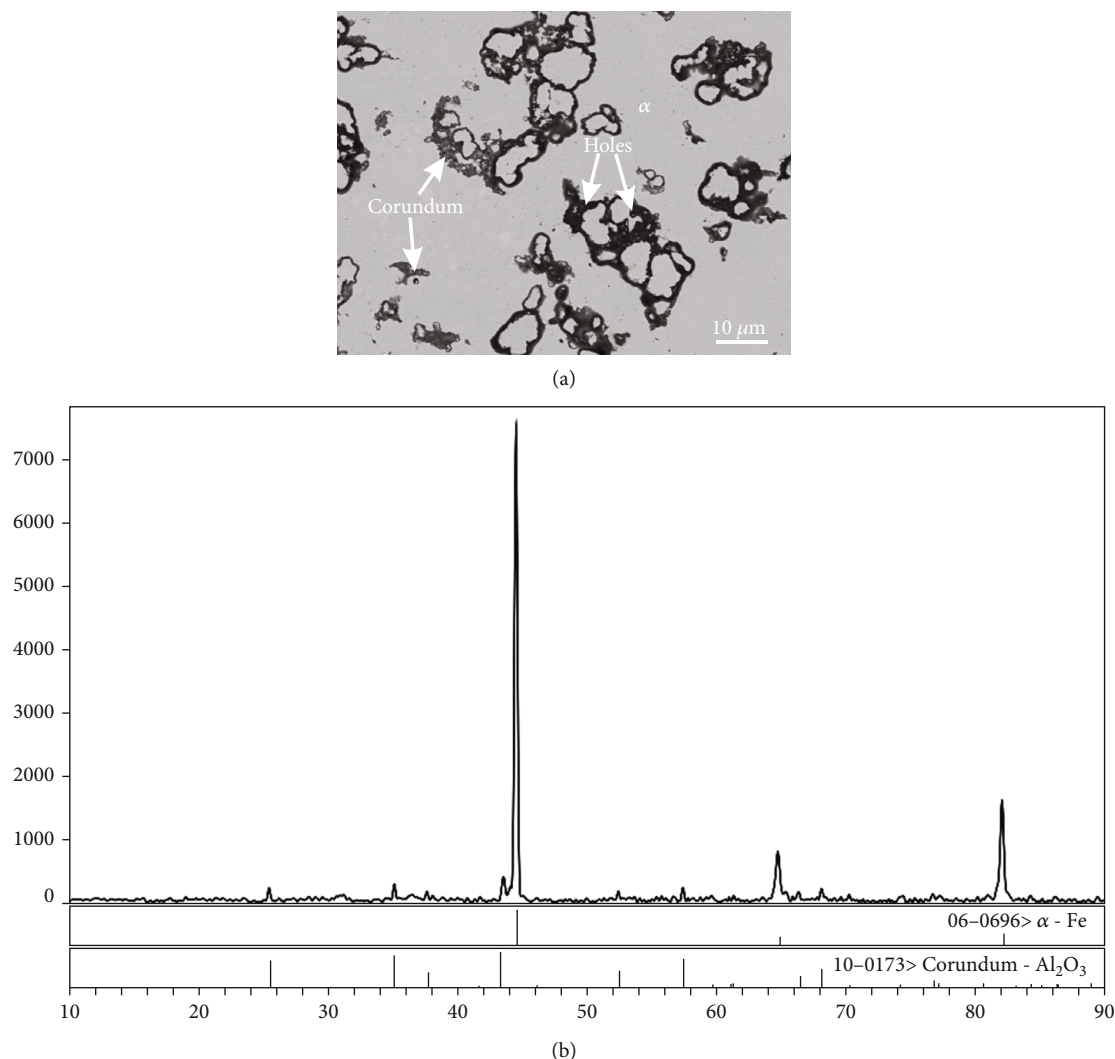 α
Holes
Corundum
10 μm
(a)
7000
6000
5000
4000
3000
2000
1000
0
06–0696> α - Fe
10–0173> Corundum - Al₂O₃
10 20 30 40 50 60 70 80 90
(b)